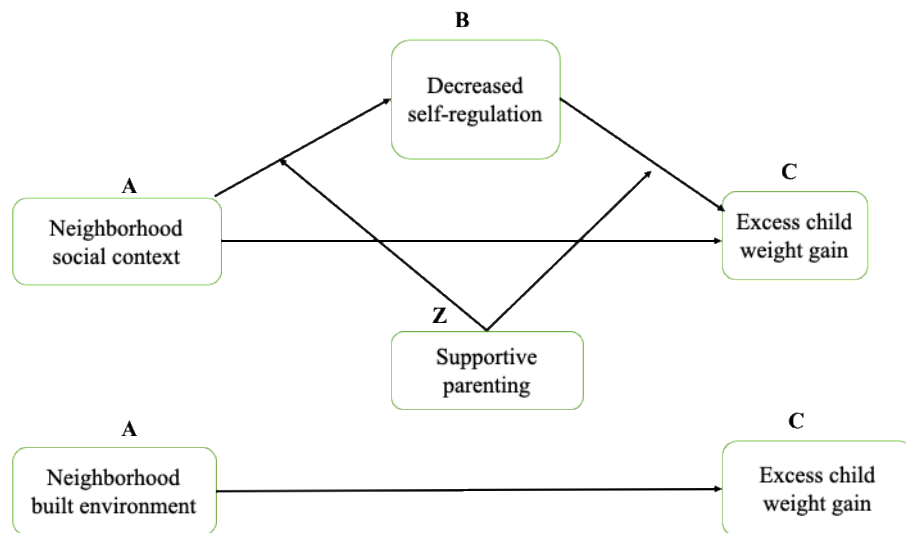 B
Decreased
self-regulation
A
Neighborhood
social context
C
Excess child
weight gain
Z
Supportive
parenting
A
Neighborhood
built environment
C
Excess child
weight gain